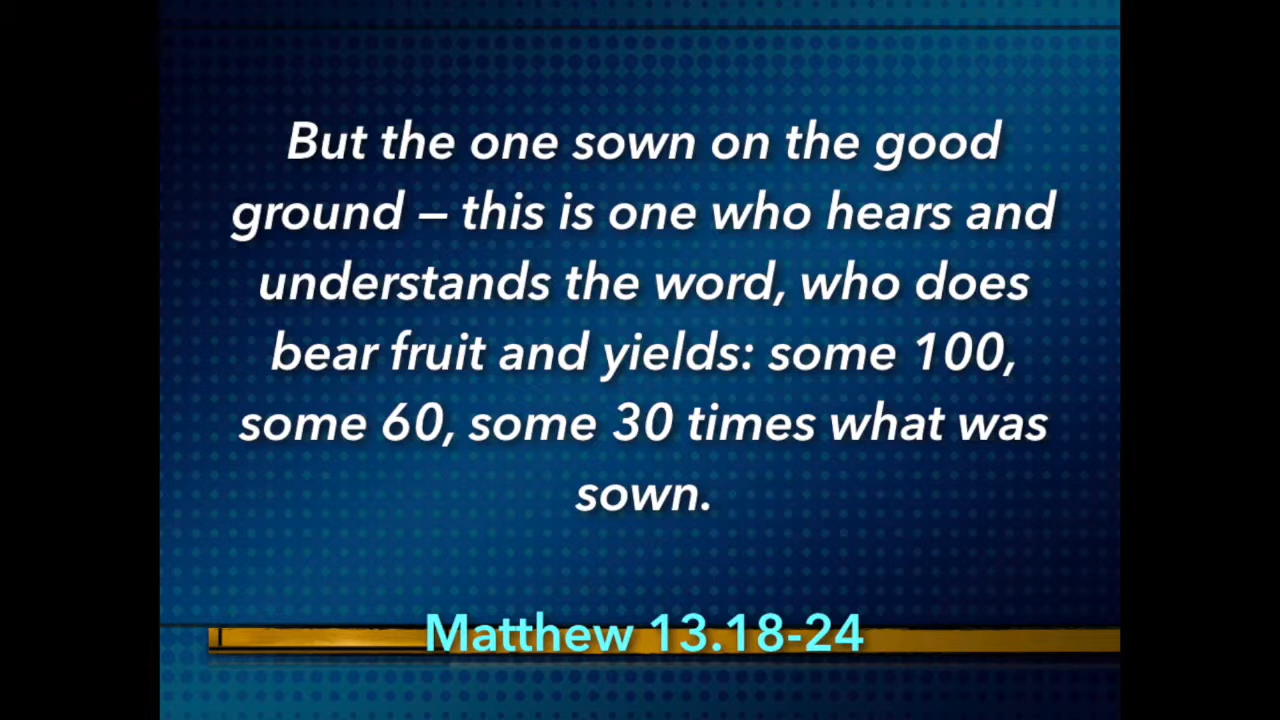 But the one sown on the good
ground – this is one who hears and
understands the word, who does
bear fruit and yields: some 100,
some 60, some 30 times what was
sown.
Matthew 13.18-24